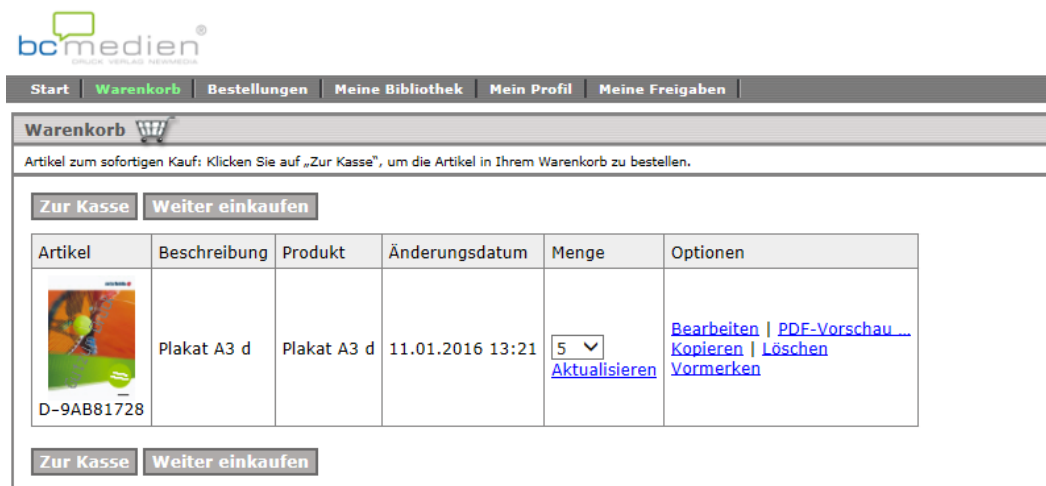 bcmedien®
DRUCK VERLAG NEWMEDIA
Start | Warenkorb | Bestellungen | Meine Bibliothek | Mein Profil | Meine Freigaben |
Warenkorb
Artikel zum sofortigen Kauf: Klicken Sie auf „Zur Kasse“, um die Artikel in Ihrem Warenkorb zu bestellen.
Zur Kasse Weiter einkaufen
Artikel Beschreibung Produkt Änderungsdatum Menge Optionen
D-9AB81728 Plakat A3 d Plakat A3 d 11.01.2016 13:21 5
Aktualisieren
Bearbeiten | PDF-Vorschau ...
Kopieren | Löschen
Vormerken
Zur Kasse Weiter einkaufen